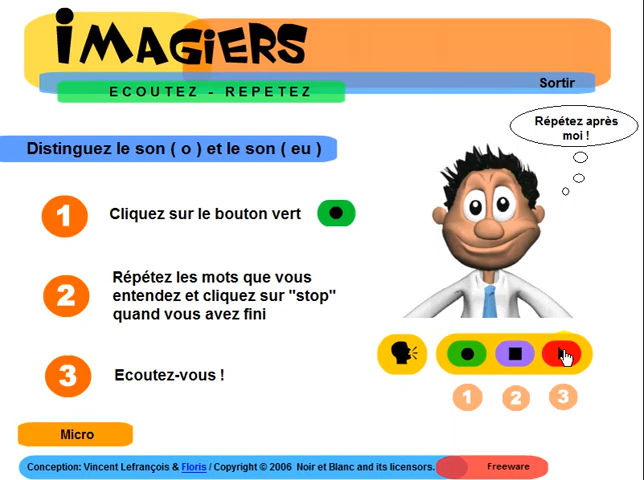 iMAGiERS
ECOUTEZ - REPETEZ
Sortir
Répétez après
moi !
Distinguez le son ( o ) et le son ( eu )
1 Cliquez sur le bouton vert
2 Répétez les mots que vous
entendez et cliquez sur "stop"
quand vous avez fini
3 Ecoutez-vous !
1 2 3
Micro
Conception: Vincent Lefrançois & Floris / Copyright © 2006 Noir et Blanc and its licensors.
Freeware